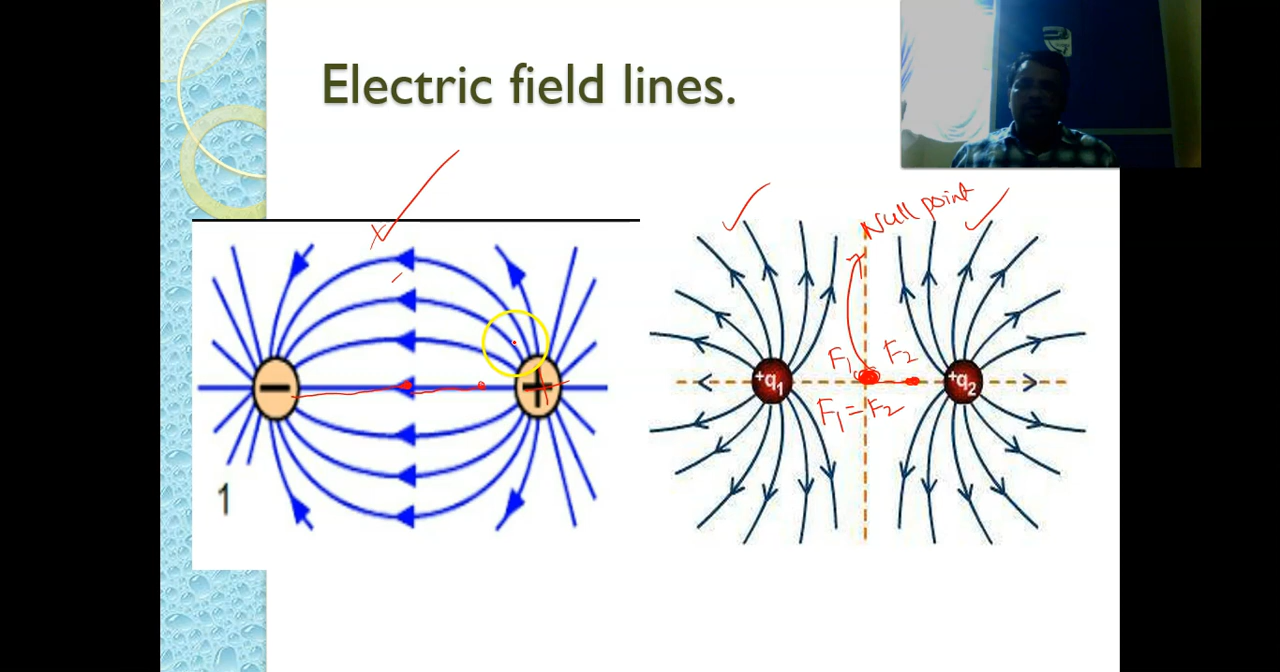 Electric field lines.
Null point
F₁ F₂
− +
+q₁ +q₂
F₁ = F₂
1